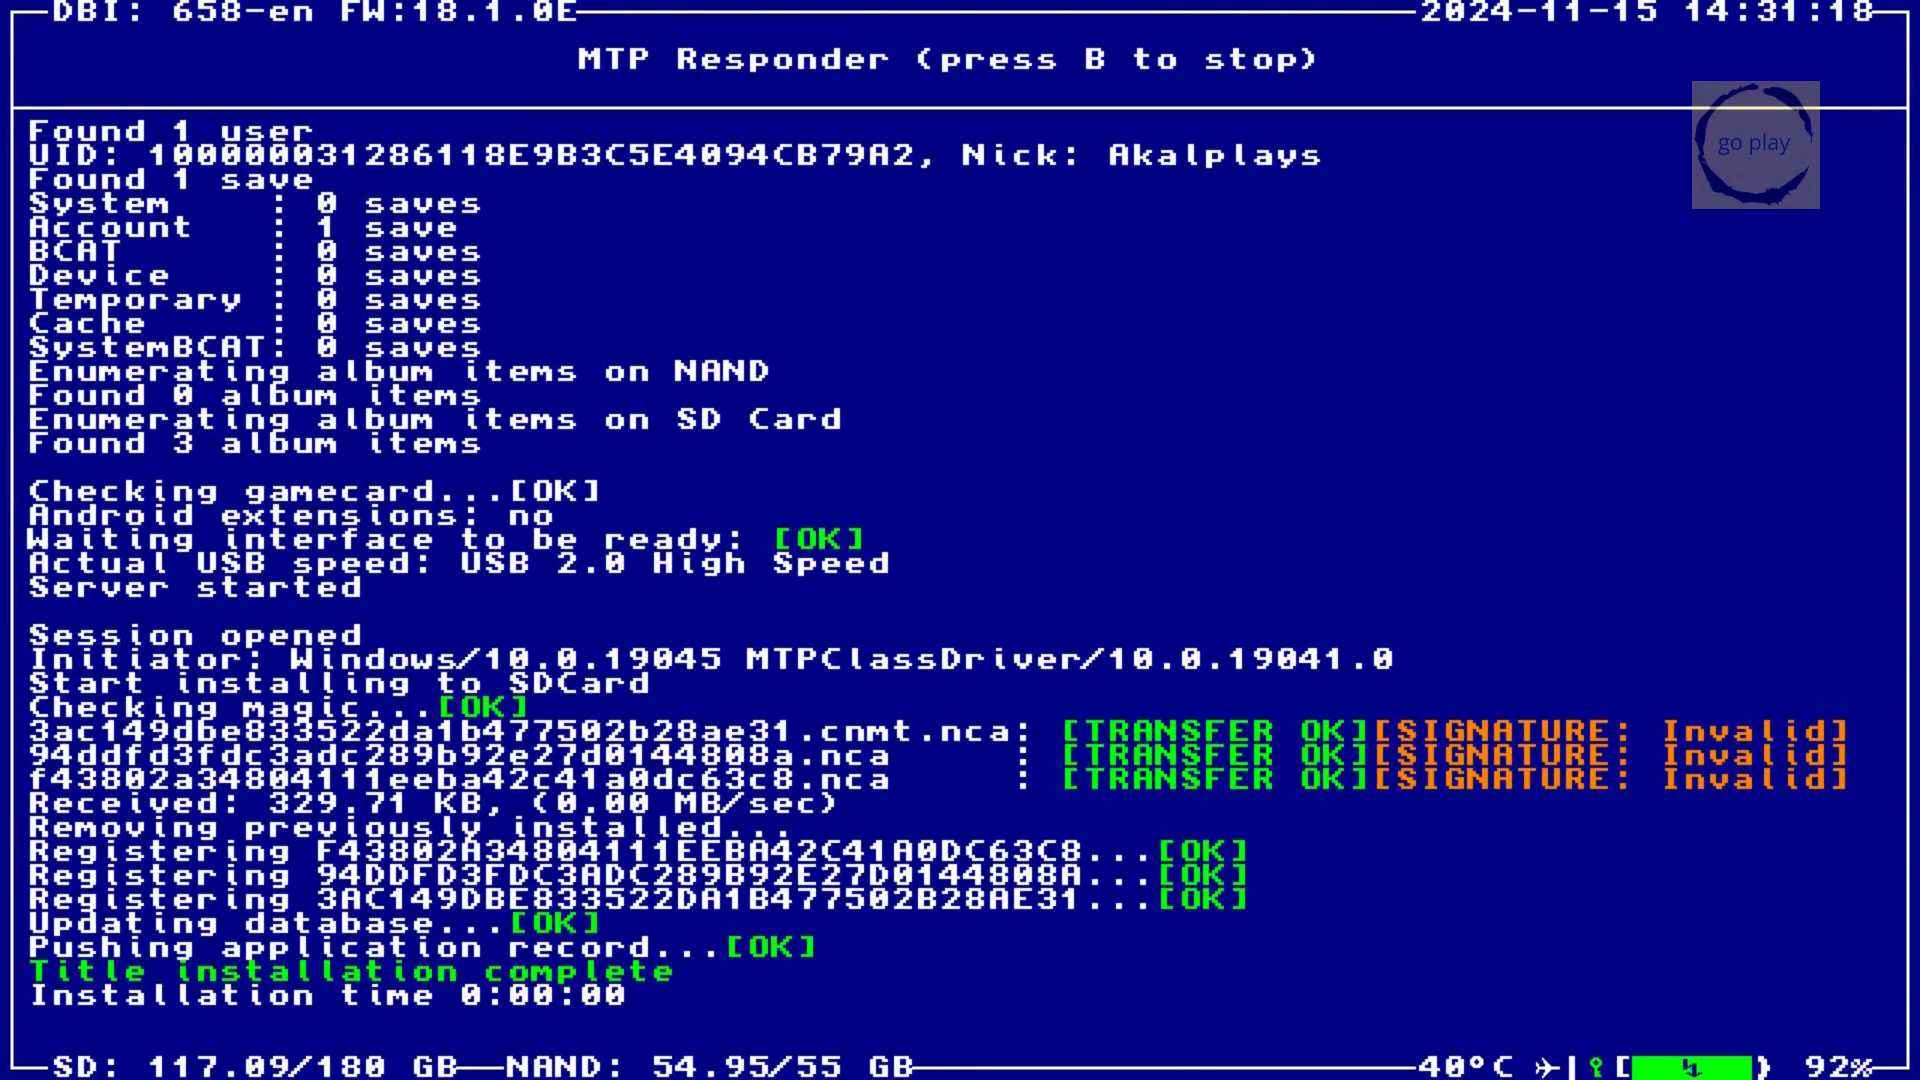 DBI: 658-en FW:18.1.0E 2024-11-15 14:31:18
MTP Responder (press B to stop)
go play
Found 1 user
UID: 100000031286118E9B3C5E4094CB79A2, Nick: Akalplays
Found 1 save
System : 0 saves
Account : 1 save
BCAT : 0 saves
Device : 0 saves
Temporary : 0 saves
Cache : 0 saves
SystemBCAT: 0 saves
Enumerating album items on NAND
Found 0 album items
Enumerating album items on SD Card
Found 3 album items
Checking gamecard...[OK]
Android extensions: no
Waiting interface to be ready: [OK]
Actual USB speed: USB 2.0 High Speed
Server started
Session opened
Initiator: Windows/10.0.19045 MTPClassDriver/10.0.19041.0
Start installing to SDCard
Checking magic...[OK]
3ac149dbe833522da1b477502b28ae31.cnmt.nca: [TRANSFER OK][SIGNATURE: Invalid]
94ddfd3fdc3adc289b92e27d0144808a.nca : [TRANSFER OK][SIGNATURE: Invalid]
f43802a34804111eeba42c41a0dc63c8.nca : [TRANSFER OK][SIGNATURE: Invalid]
Received: 329.71 KB, (0.00 MB/sec)
Removing previously installed...
Registering F43802A34804111EEBA42C41A0DC63C8...[OK]
Registering 94DDFD3FDC3ADC289B92E27D0144808A...[OK]
Registering 3AC149DBE833522DA1B477502B28AE31...[OK]
Updating database...[OK]
Pushing application record...[OK]
Title installation complete
Installation time 0:00:00
SD: 117.09/180 GB NAND: 54.95/55 GB 40°C 92%